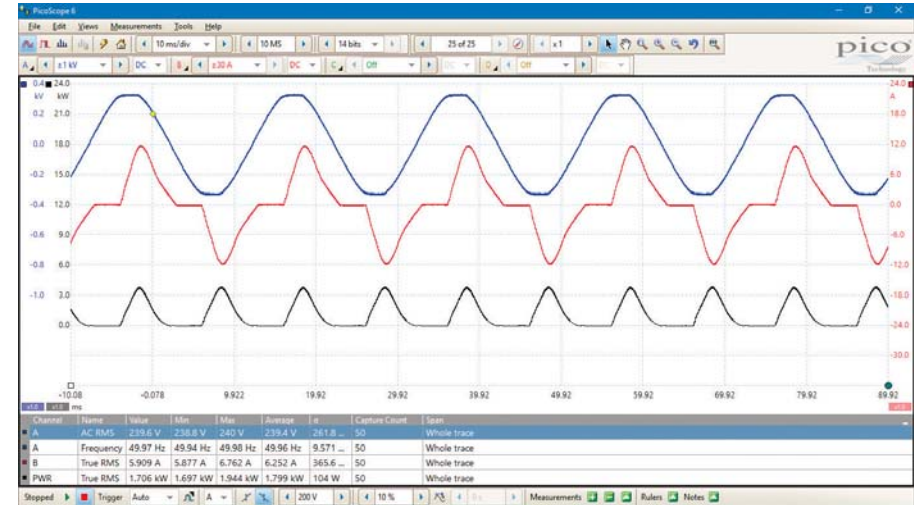 PicoScope 6
File Edit Views Measurements Tools Help
10 ms/div 10 MS 14 bits 25 of 25 x1
pico
Technology
A ±1 kV DC B ±30 A DC C Off D Off
0.4 24.0 24.0
kV kW A
0.2 21.0 18.0
0.0 18.0 12.0
-0.2 15.0 6.0
-0.4 12.0 0.0
-0.6 9.0 -6.0
-0.8 6.0 -12.0
-1.0 3.0 -18.0
0.0
-30.0
-10.08 -0.078 9.922 19.92 29.92 39.92 49.92 59.92 69.92 79.92 89.92
x1.0 x1.0 ms x1.0
Channel Name Value Min Max Average σ Capture Count Span
A AC RMS 239.6 V 238.8 V 240 V 239.4 V 261.8 ... 50 Whole trace
A Frequency 49.97 Hz 49.94 Hz 49.98 Hz 49.96 Hz 9.571 ... 50 Whole trace
B True RMS 5.909 A 5.877 A 6.762 A 6.252 A 365.6 ... 50 Whole trace
PWR True RMS 1.706 kW 1.697 kW 1.944 kW 1.799 kW 104 W 50 Whole trace
Stopped Trigger Auto A 200 V 10 % 0 s Measurements Rulers Notes